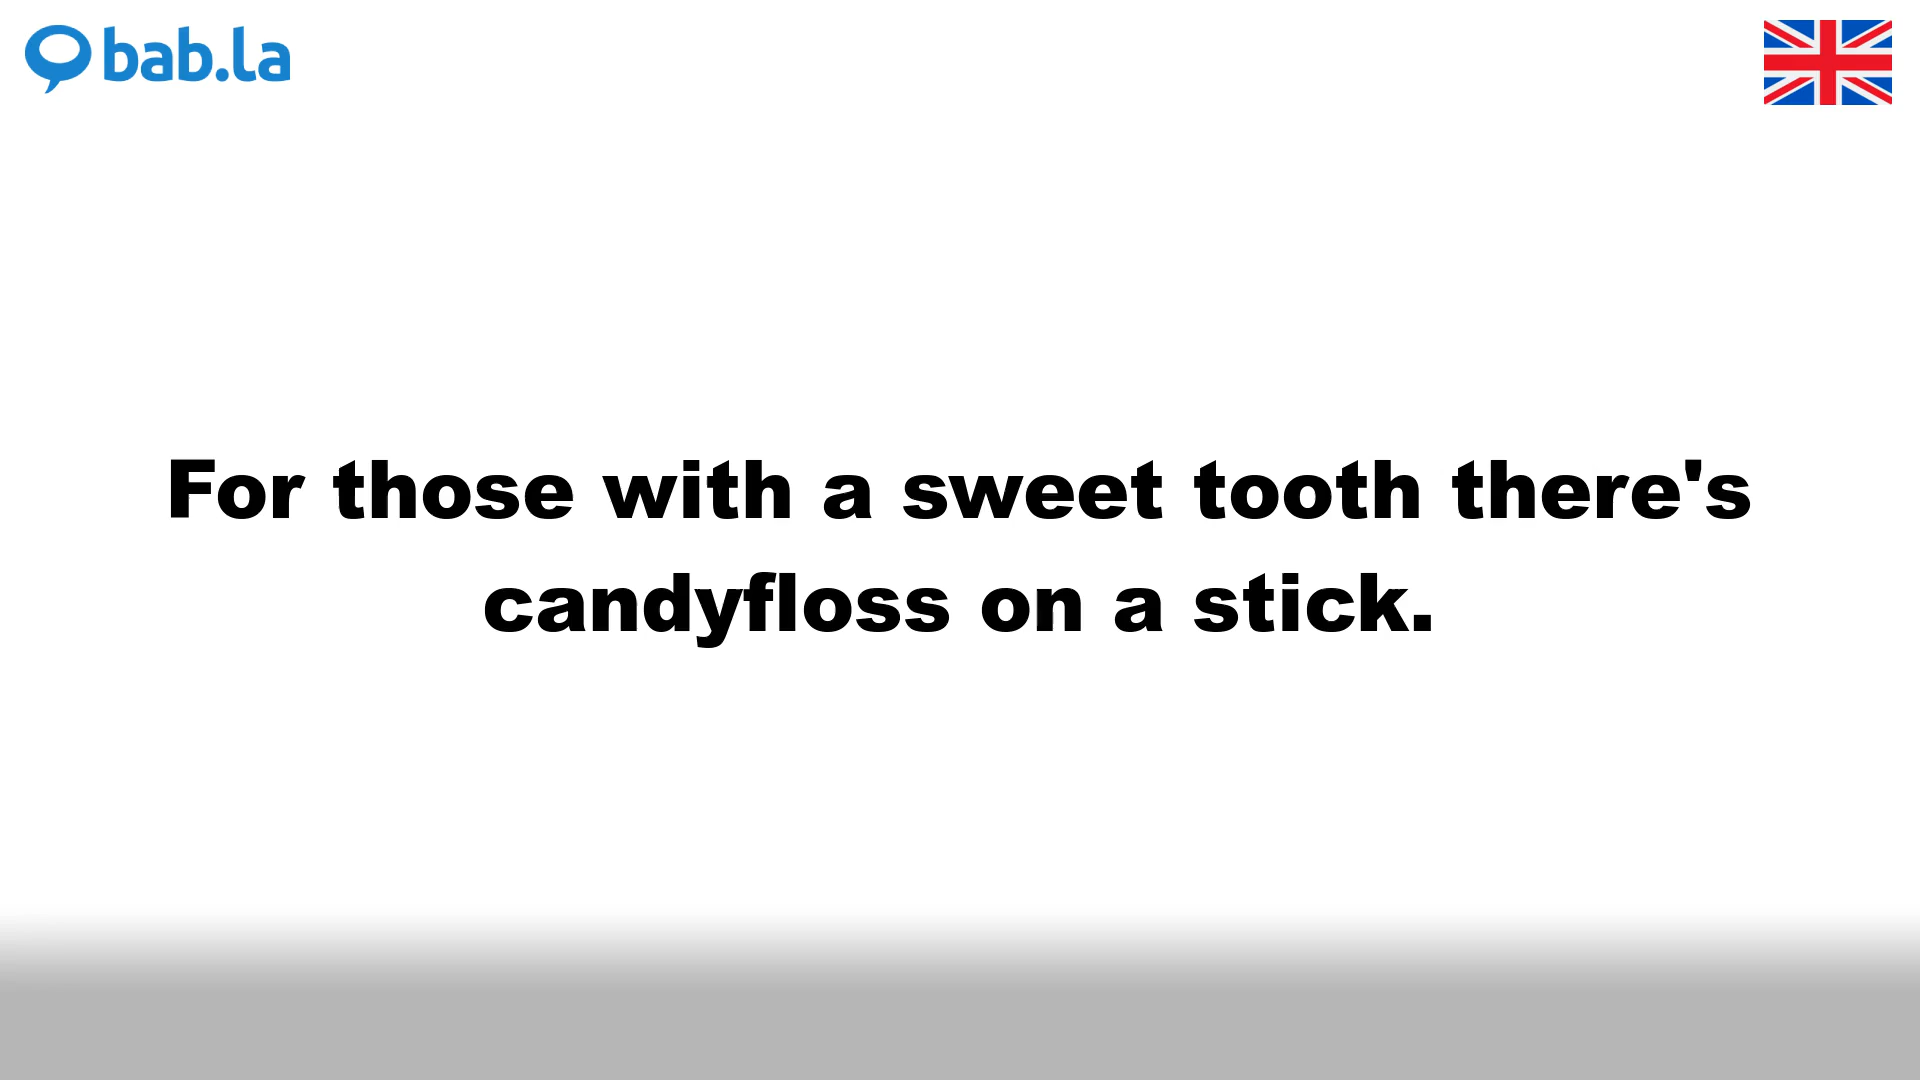 bab.la
For those with a sweet tooth there's
candyfloss on a stick.